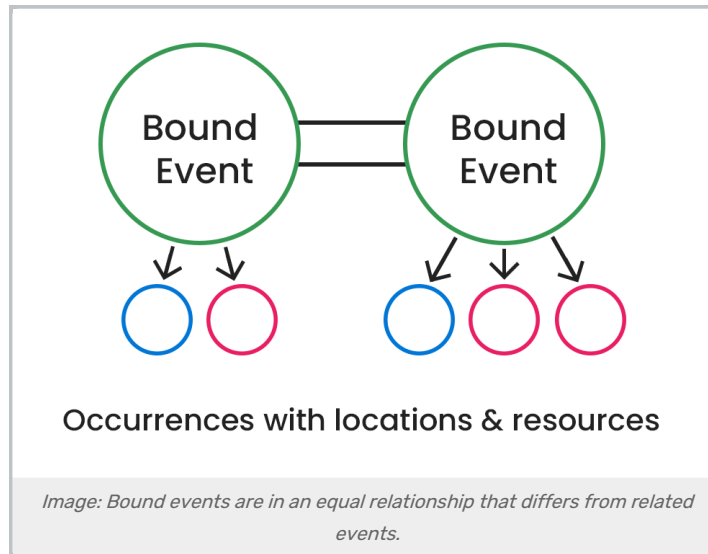 Bound
Event
Bound
Event
Occurrences with locations & resources
Image: Bound events are in an equal relationship that differs from related
events.